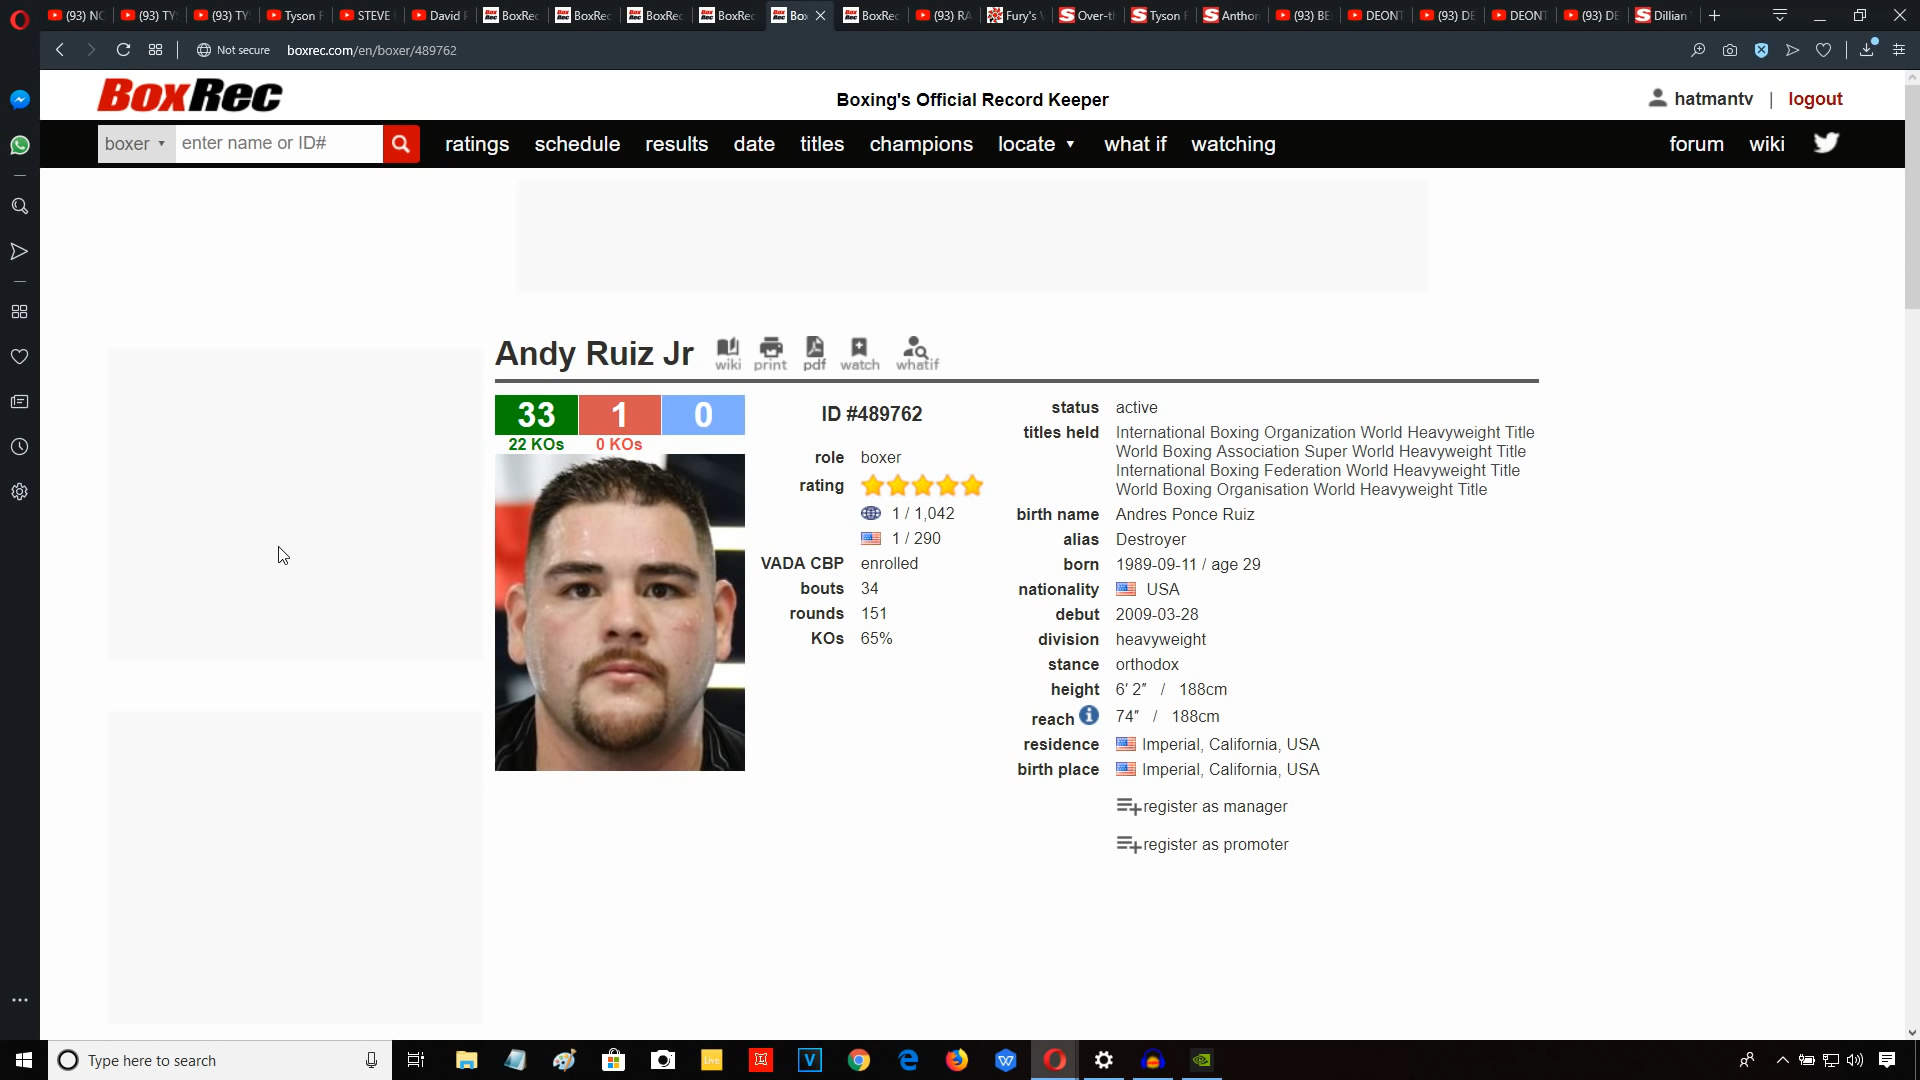 (93) NC
(93) TY
(93) TY
Tyson F
STEVE
David F
BoxRec
BoxRec
BoxRec
BoxRec
Box
BoxRec
(93) RA
Fury's
Over-t
Tyson
Anthon
(93) BE
DEONT
(93) DE
DEONT
(93) DE
Dillian
Not secure boxrec.com/en/boxer/489762
BoxRec
Boxing's Official Record Keeper
hatmantv | logout
boxer enter name or ID#
ratings schedule results date titles champions locate what if watching forum wiki
Andy Ruiz Jr wiki print pdf watch whatif
33 1 0
22 KOs 0 KOs
ID #489762
role boxer
rating
1 / 1,042
1 / 290
VADA CBP enrolled
bouts 34
rounds 151
KOs 65%
status active
titles held International Boxing Organization World Heavyweight Title
World Boxing Association Super World Heavyweight Title
International Boxing Federation World Heavyweight Title
World Boxing Organisation World Heavyweight Title
birth name Andres Ponce Ruiz
alias Destroyer
born 1989-09-11 / age 29
nationality USA
debut 2009-03-28
division heavyweight
stance orthodox
height 6′ 2″ / 188cm
reach 74″ / 188cm
residence Imperial, California, USA
birth place Imperial, California, USA
register as manager
register as promoter
Type here to search